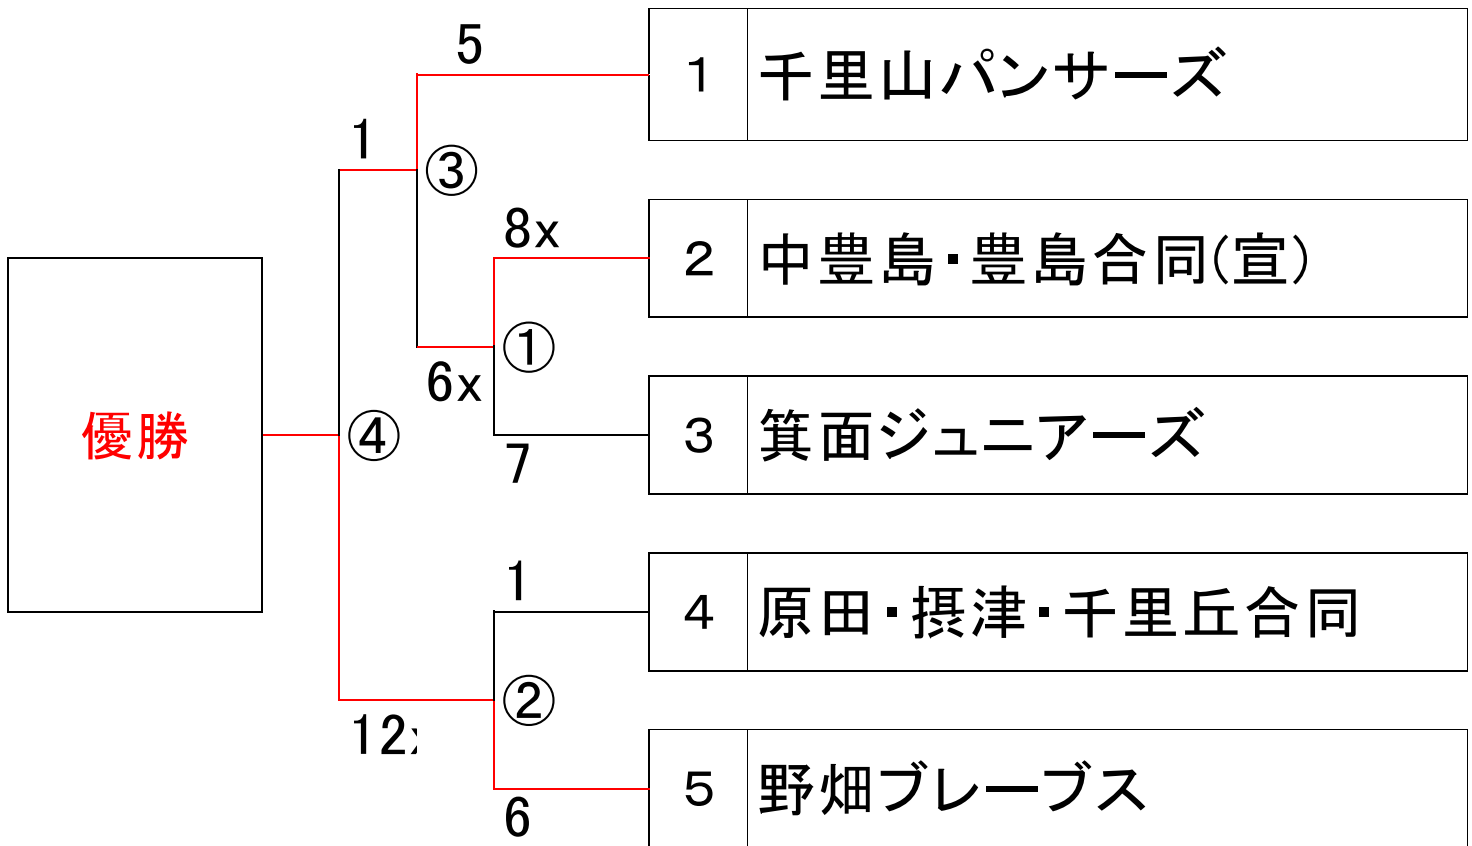 5
1 千里山パンサーズ
1
③
8x
2 中豊島・豊島合同(宣)
①
6x
優勝
④
3 箕面ジュニアーズ
7
1
4 原田・摂津・千里丘合同
②
12x
5 野畑ブレーブス
6